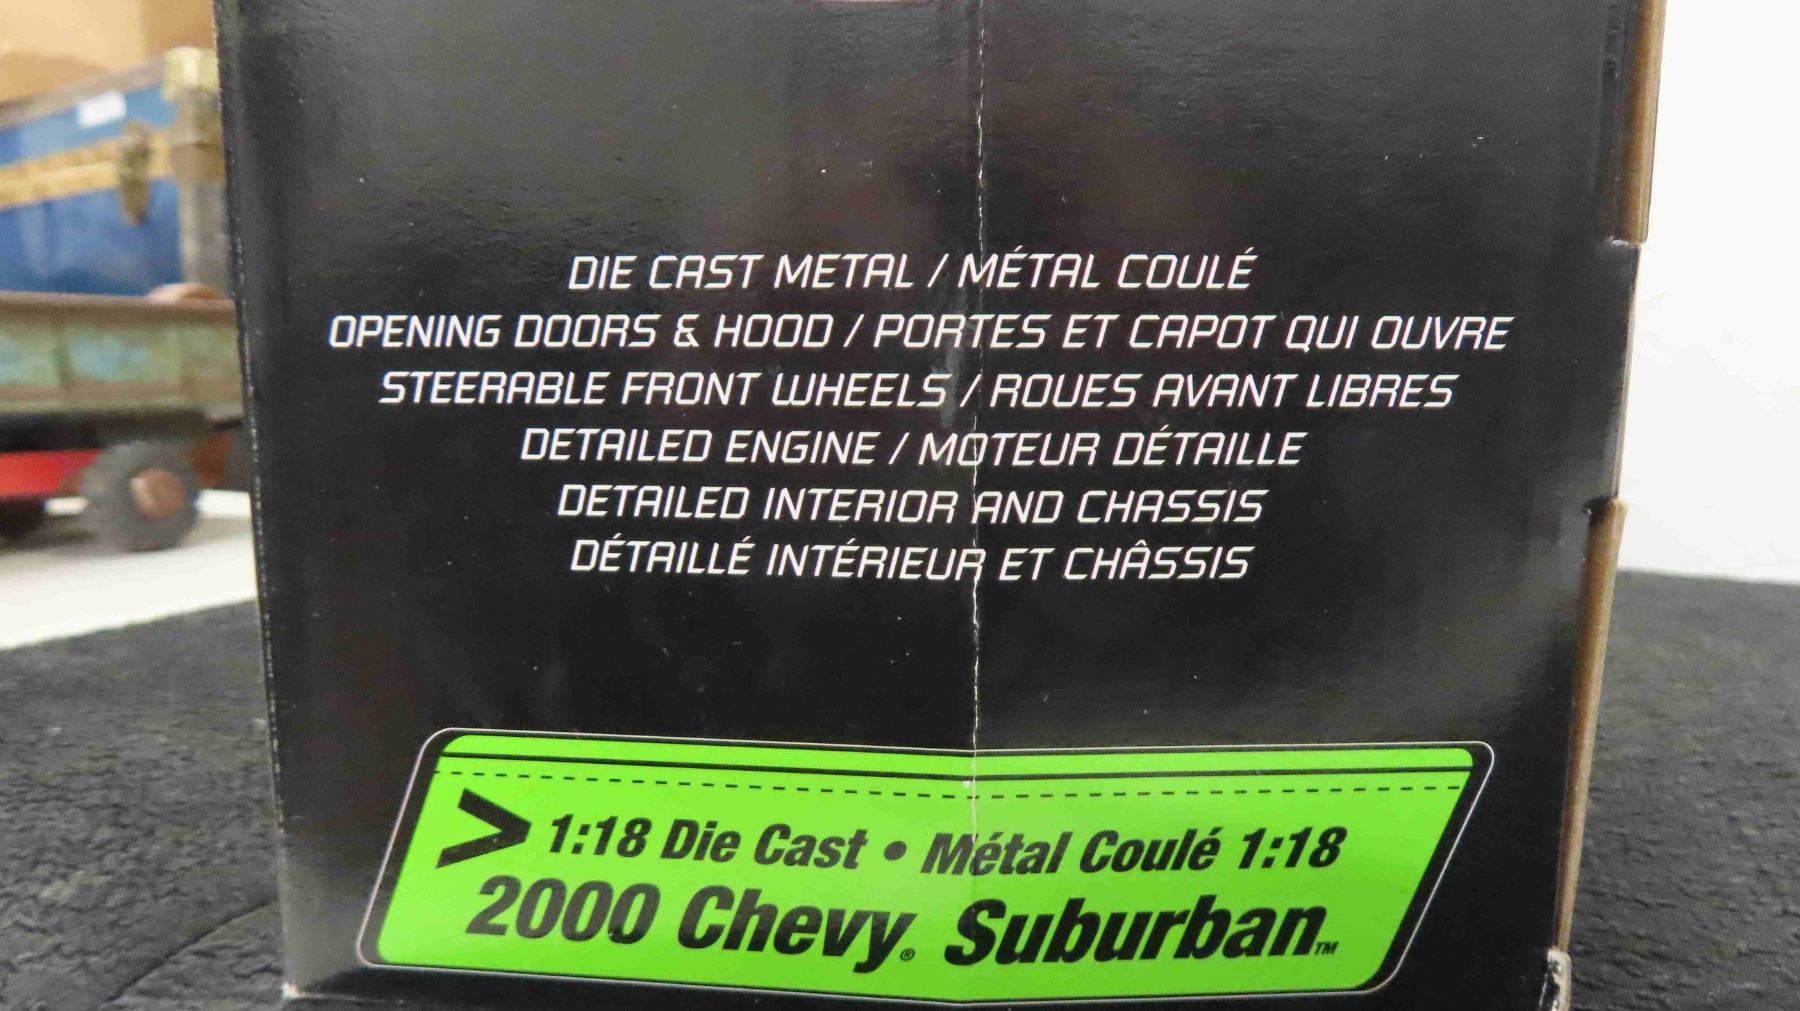 DIE CAST METAL / MÉTAL COULÉ
OPENING DOORS & HOOD / PORTES ET CAPOT QUI OUVRE
STEERABLE FRONT WHEELS / ROUES AVANT LIBRES
DETAILED ENGINE / MOTEUR DÉTAILLE
DETAILED INTERIOR AND CHASSIS
DÉTAILLÉ INTÉRIEUR ET CHÂSSIS
> 1:18 Die Cast • Métal Coulé 1:18
2000 Chevy® Suburban™